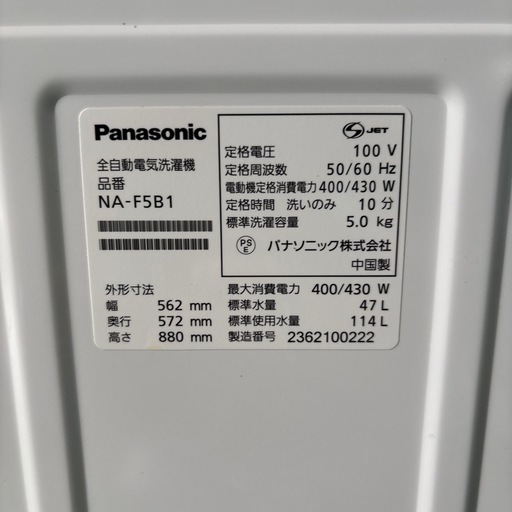 Panasonic
全自動電気洗濯機
品番
NA-F5B1
S JET
定格電圧 100 V
定格周波数 50/60 Hz
電動機定格消費電力 400/430 W
定格時間 洗いのみ 10 分
標準洗濯容量 5.0 kg
PSE パナソニック株式会社
中国製
外形寸法
幅 562 mm
奥行 572 mm
高さ 880 mm
最大消費電力 400/430 W
標準水量 47 L
標準使用水量 114 L
製造番号 2362100222